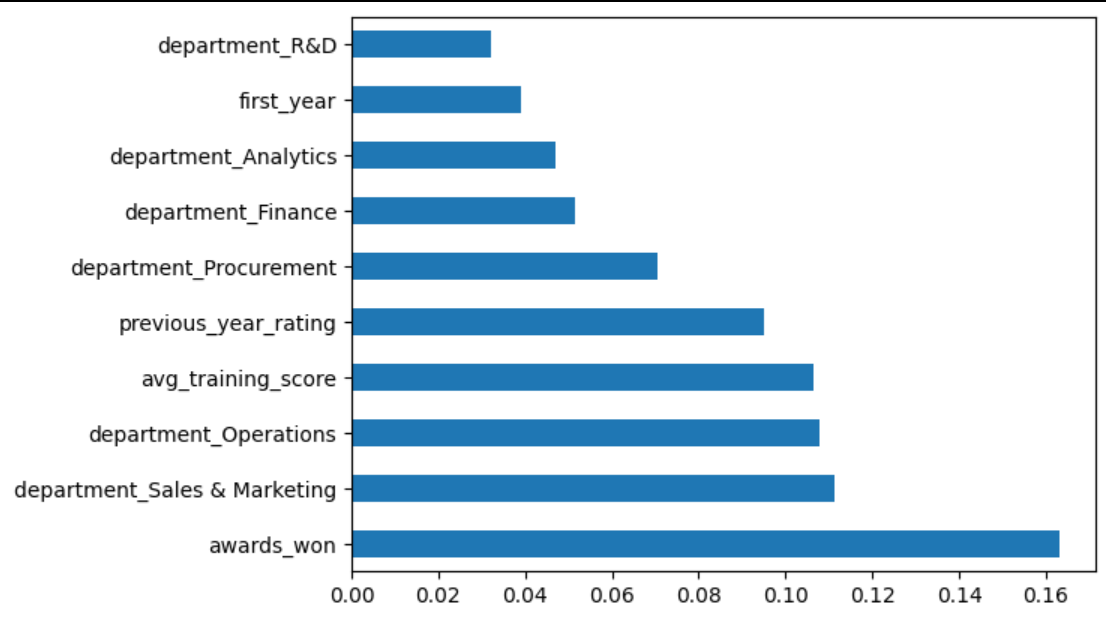 department_R&D
first_year
department_Analytics
department_Finance
department_Procurement
previous_year_rating
avg_training_score
department_Operations
department_Sales & Marketing
awards_won
0.00 0.02 0.04 0.06 0.08 0.10 0.12 0.14 0.16